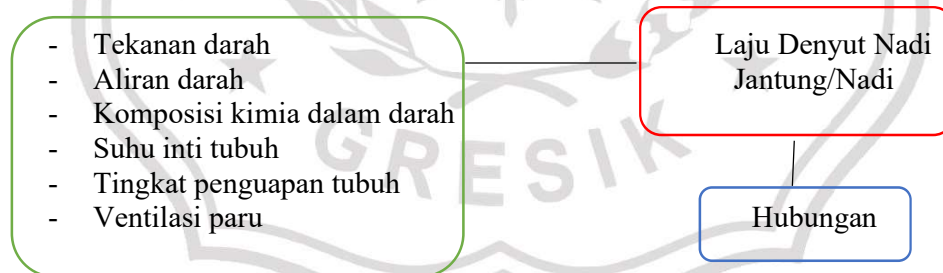 - Tekanan darah
- Aliran darah
- Komposisi kimia dalam darah
- Suhu inti tubuh
- Tingkat penguapan tubuh
- Ventilasi paru
Laju Denyut Nadi
Jantung/Nadi
Hubungan
GRESIK